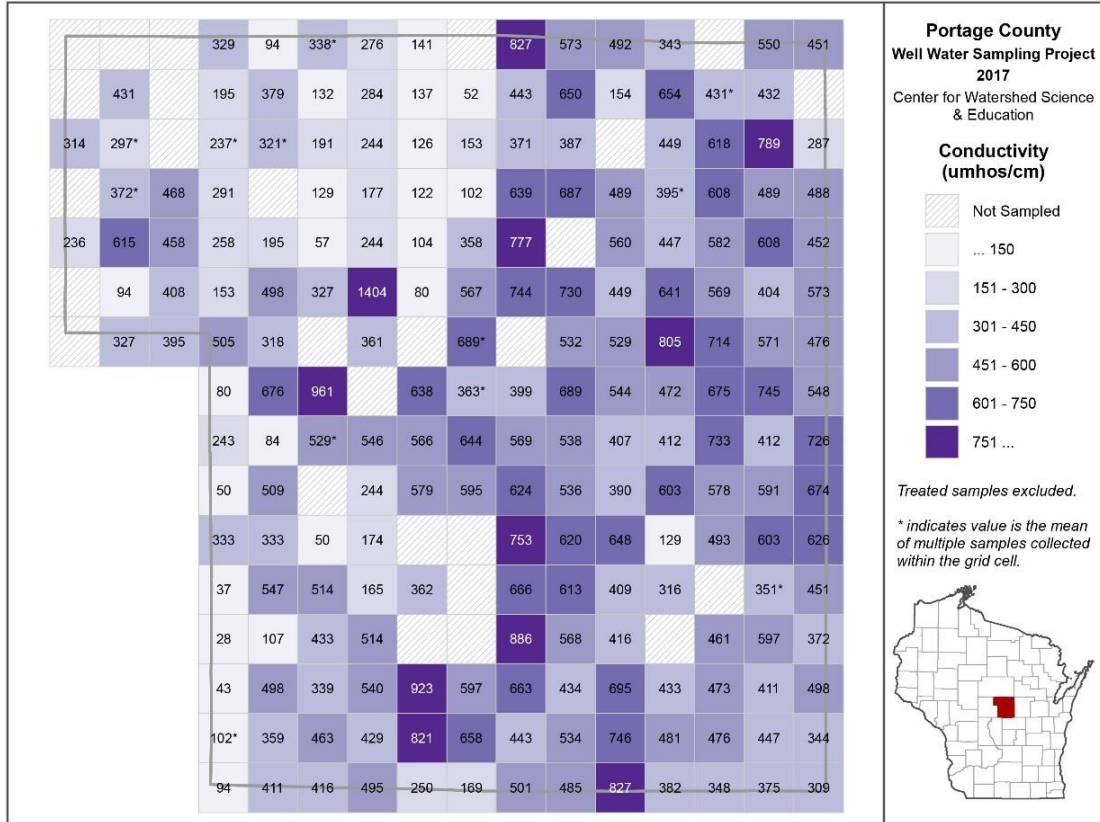 329 94 338* 276 141 827 573 492 343 550 451
431 195 379 132 284 137 52 443 650 154 654 431* 432
314 297* 237* 321* 191 244 126 153 371 387 449 618 789 287
372* 468 291 129 177 122 102 639 687 489 395* 608 489 488
236 615 458 258 195 57 244 104 358 777 560 447 582 608 452
94 408 153 498 327 1404 80 567 744 730 449 641 569 404 573
327 395 505 318 361 689* 532 529 805 714 571 476
80 676 961 638 363* 399 689 544 472 675 745 548
243 84 529* 546 566 644 569 538 407 412 733 412 726
50 509 244 579 595 624 536 390 603 578 591 674
333 333 50 174 753 620 648 129 493 603 626
37 547 514 165 362 666 613 409 316 351* 451
28 107 433 514 886 568 416 461 597 372
43 498 339 540 923 597 663 434 695 433 473 411 498
102* 359 463 429 821 658 443 534 746 481 476 447 344
94 411 416 495 250 169 501 485 827 382 348 375 309
Portage County
Well Water Sampling Project
2017
Center for Watershed Science
& Education
Conductivity
(umhos/cm)
Not Sampled
... 150
151 - 300
301 - 450
451 - 600
601 - 750
751 ...
Treated samples excluded.
* indicates value is the mean
of multiple samples collected
within the grid cell.